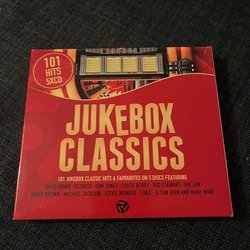 101
HITS
5XCD
JUKEBOX
CLASSICS
101 JUKEBOX CLASSIC HITS & FAVOURITES ON 5 DISCS FEATURING
DAVID BOWIE · BLONDIE · TOM JONES · CHUCK BERRY · ROD STEWART · THE JAM
JAMES BROWN · MICHAEL JACKSON · STEVIE WONDER · T.REX · ELTON JOHN AND MANY MORE